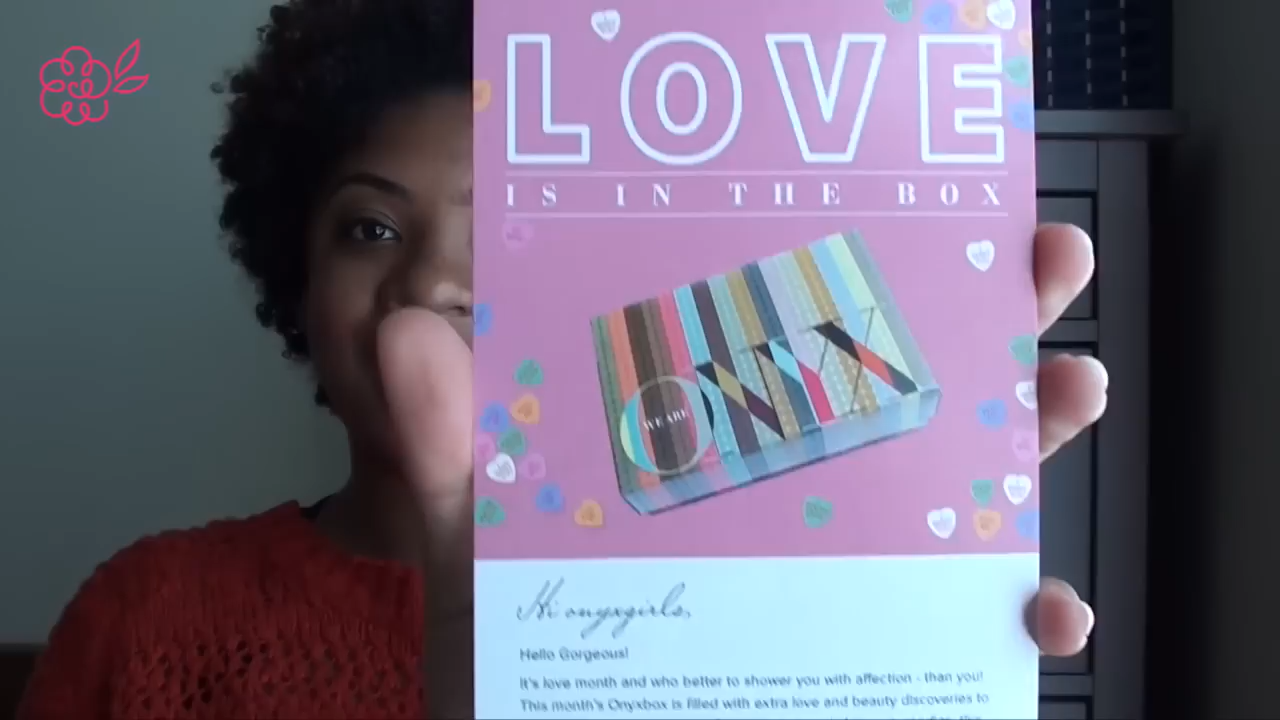 LOVE
IS IN THE BOX
WE ARE
ONYX
Hi onyxgirls,
Hello Gorgeous!
It's love month and who better to shower you with affection - than you!
This month's Onyxbox is filled with extra love and beauty discoveries to